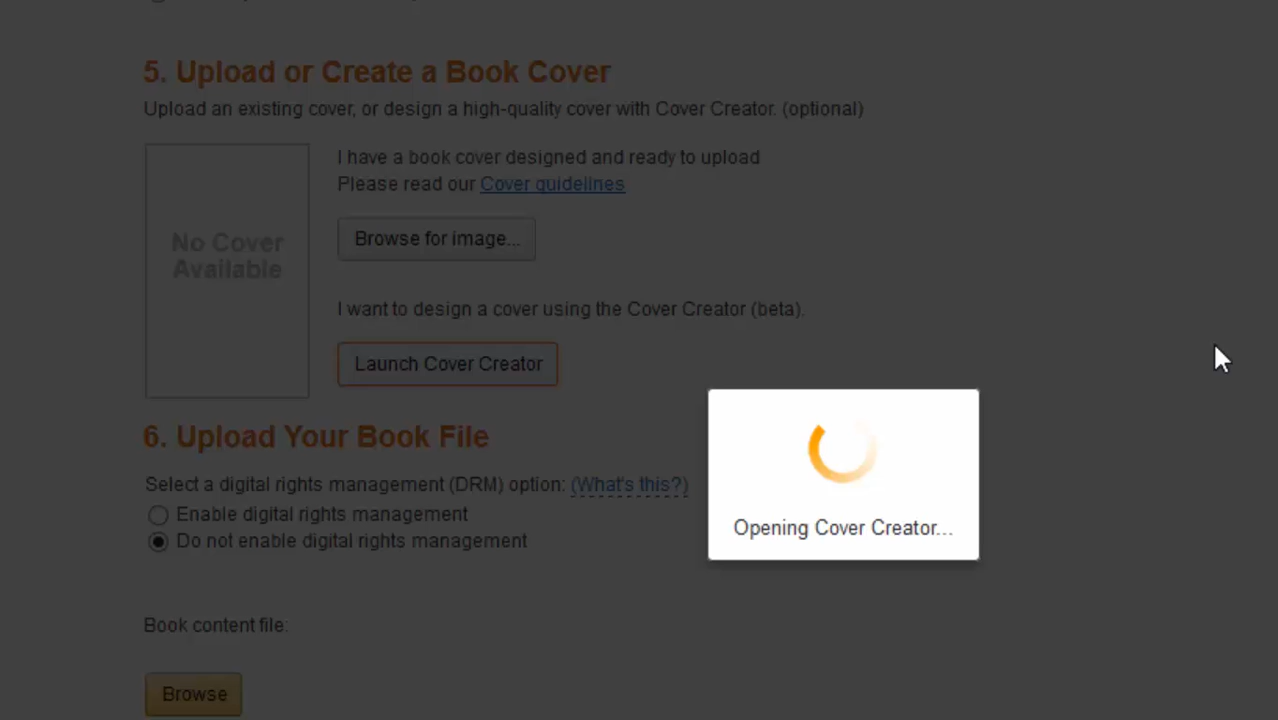 5. Upload or Create a Book Cover
Upload an existing cover, or design a high-quality cover with Cover Creator. (optional)
No Cover
Available
I have a book cover designed and ready to upload
Please read our Cover guidelines
Browse for image...
I want to design a cover using the Cover Creator (beta).
Launch Cover Creator
6. Upload Your Book File
Select a digital rights management (DRM) option: (What's this?)
Enable digital rights management
Do not enable digital rights management
Opening Cover Creator...
Book content file:
Browse